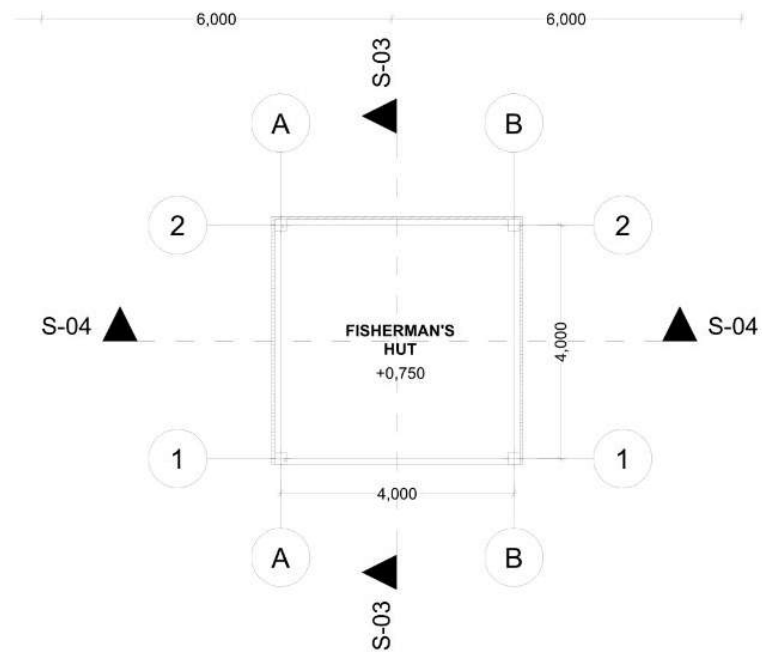 6,000 6,000
S-03
A B
2 2
S-04 S-04
FISHERMAN'S
HUT
+0,750
4,000
1 1
4,000
A B
S-03